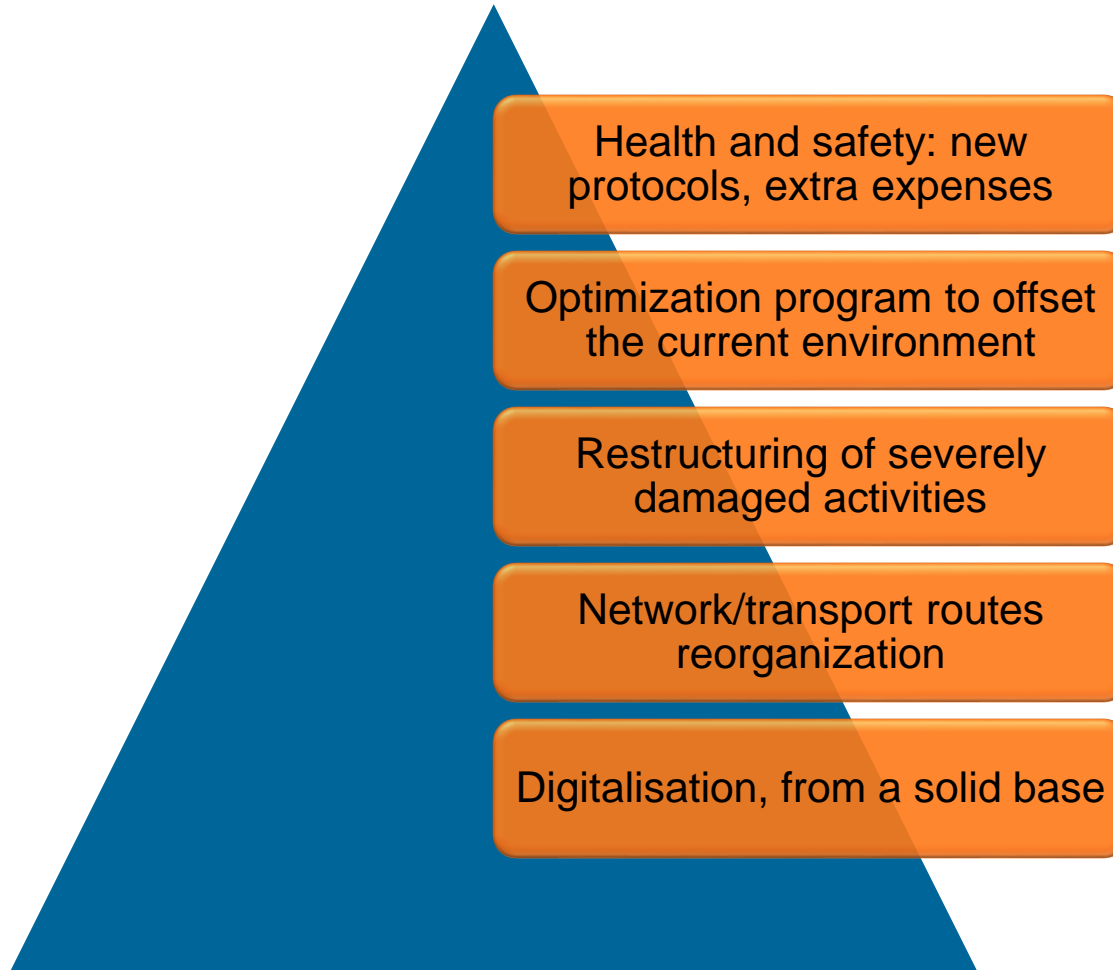 Health and safety: new
protocols, extra expenses
Optimization program to offset
the current environment
Restructuring of severely
damaged activities
Network/transport routes
reorganization
Digitalisation, from a solid base